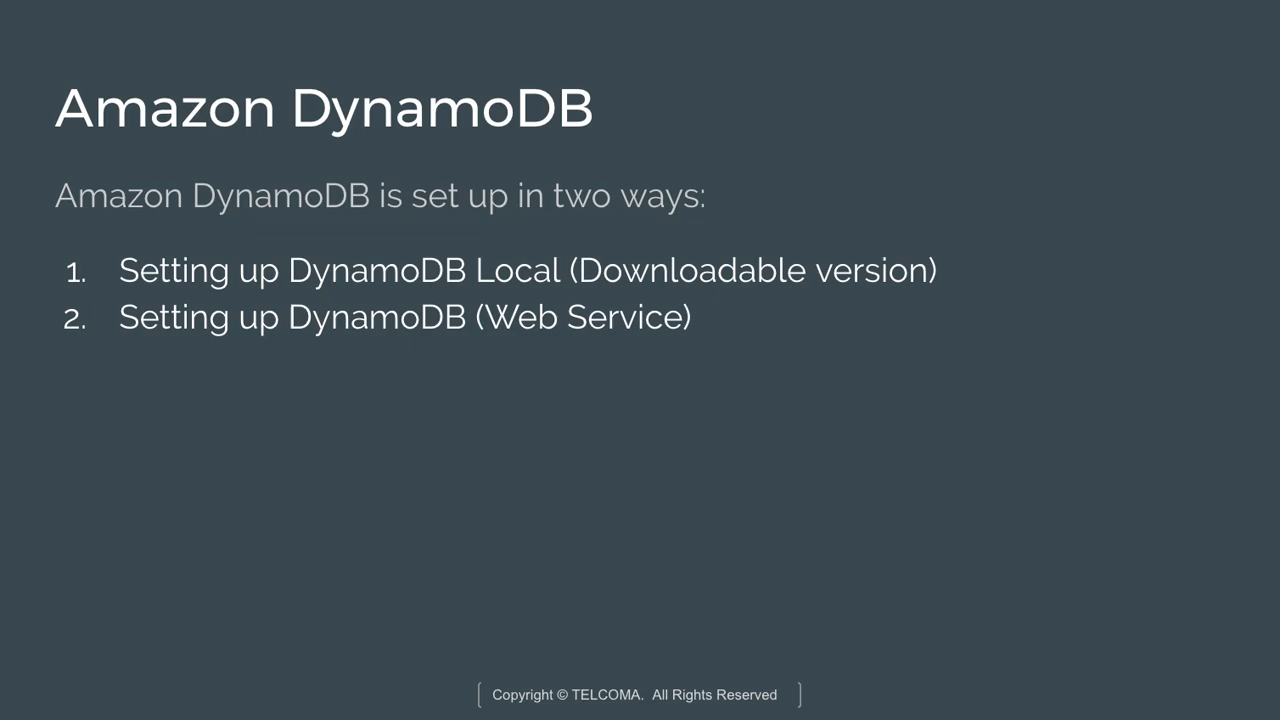 Amazon DynamoDB
Amazon DynamoDB is set up in two ways:
1. Setting up DynamoDB Local (Downloadable version)
2. Setting up DynamoDB (Web Service)
Copyright © TELCOMA. All Rights Reserved